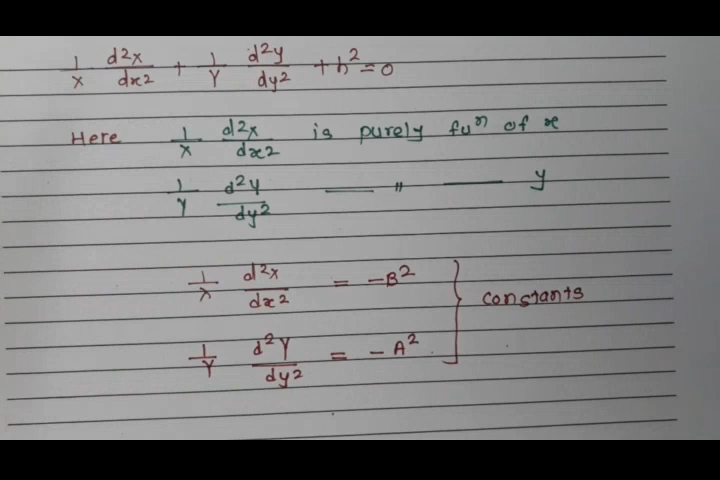 1/X d2x/dx2 + 1/Y d2y/dy2 + h2 = 0
Here 1/X d2x/dx2 is purely fun of x
1/Y d2Y/dy2 —— " —— y
1/X d2x/dx2 = -B2
constants
1/Y d2Y/dy2 = -A2